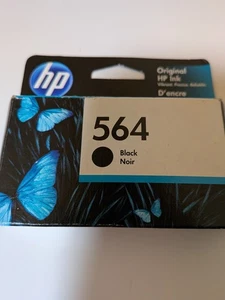 hp
Original
HP Ink
D'encre
564
Black
Noir